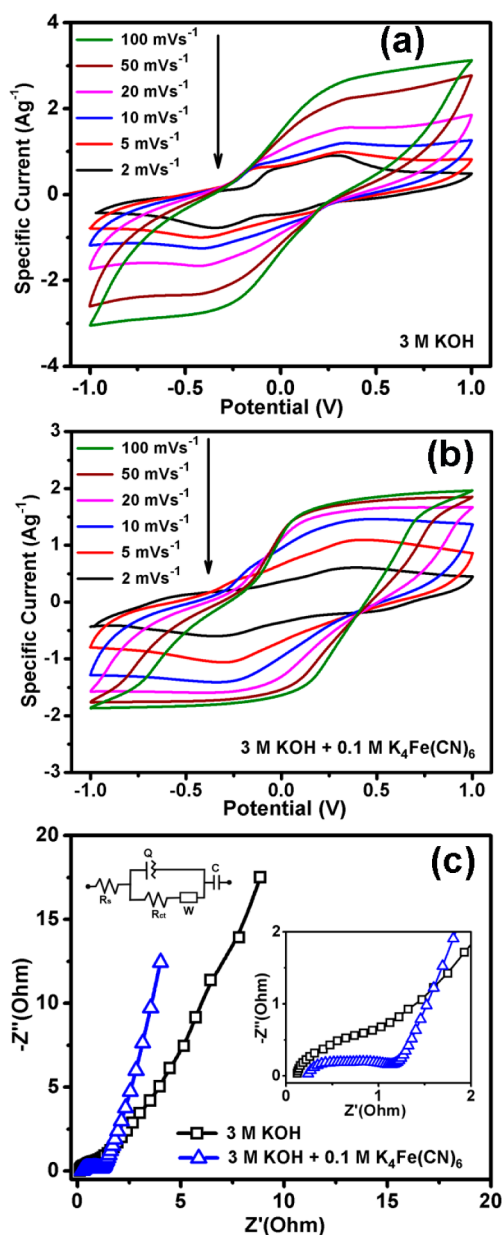 (a)
100 mVs⁻¹
50 mVs⁻¹
20 mVs⁻¹
10 mVs⁻¹
5 mVs⁻¹
2 mVs⁻¹
3 M KOH
Specific Current (Ag⁻¹)
4
2
0
-2
-4
-1.0 -0.5 0.0 0.5 1.0
Potential (V)
(b)
100 mVs⁻¹
50 mVs⁻¹
20 mVs⁻¹
10 mVs⁻¹
5 mVs⁻¹
2 mVs⁻¹
3 M KOH + 0.1 M K₄Fe(CN)₆
Specific Current (Ag⁻¹)
3
2
1
0
-1
-2
-3
-1.0 -0.5 0.0 0.5 1.0
Potential (V)
(c)
Q
C
Rs
Rct
W
-Z''(Ohm)
20
15
10
5
0
-Z''(Ohm)
2
1
0
0 1 2
Z'(Ohm)
3 M KOH
3 M KOH + 0.1 M K₄Fe(CN)₆
0 5 10 15 20
Z'(Ohm)